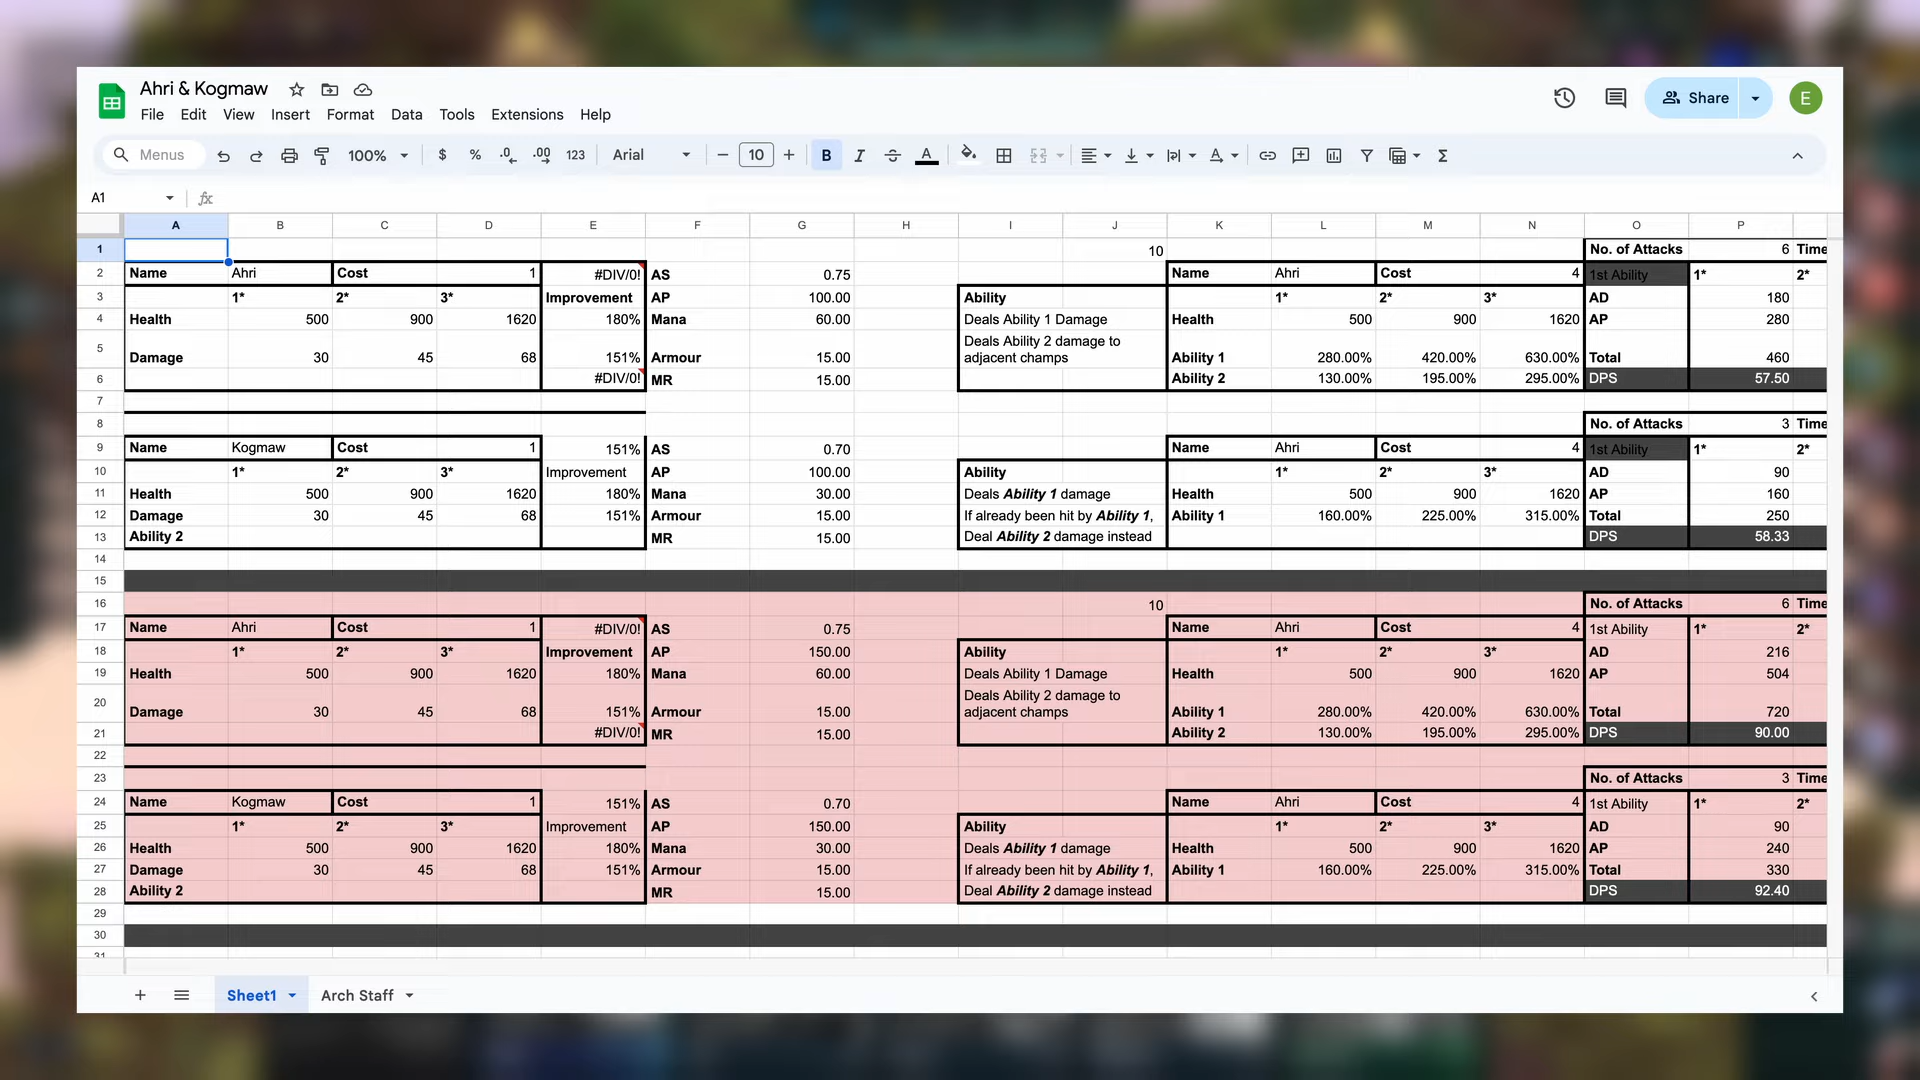 Ahri & Kogmaw
File Edit View Insert Format Data Tools Extensions Help
Share
E
Menus 100% $ % .0 .00 123 Arial 10 B I A
A1 fx
A B C D E F G H I J K L M N O P
1 10 No. of Attacks 6 Time
2 Name Ahri Cost 1 #DIV/0! AS 0.75 Name Ahri Cost 4 1st Ability 1* 2*
3 1* 2* 3* Improvement AP 100.00 Ability 1* 2* 3* AD 180
4 Health 500 900 1620 180% Mana 60.00 Deals Ability 1 Damage Health 500 900 1620 AP 280
Deals Ability 2 damage to
5 Damage 30 45 68 151% Armour 15.00 adjacent champs Ability 1 280.00% 420.00% 630.00% Total 460
6 #DIV/0! MR 15.00 Ability 2 130.00% 195.00% 295.00% DPS 57.50
7
8 No. of Attacks 3 Time
9 Name Kogmaw Cost 1 151% AS 0.70 Name Ahri Cost 4 1st Ability 1* 2*
10 1* 2* 3* Improvement AP 100.00 Ability 1* 2* 3* AD 90
11 Health 500 900 1620 180% Mana 30.00 Deals Ability 1 damage Health 500 900 1620 AP 160
12 Damage 30 45 68 151% Armour 15.00 If already been hit by Ability 1, Ability 1 160.00% 225.00% 315.00% Total 250
13 Ability 2 MR 15.00 Deal Ability 2 damage instead DPS 58.33
14
15
16 10 No. of Attacks 6 Time
17 Name Ahri Cost 1 #DIV/0! AS 0.75 Name Ahri Cost 4 1st Ability 1* 2*
18 1* 2* 3* Improvement AP 150.00 Ability 1* 2* 3* AD 216
19 Health 500 900 1620 180% Mana 60.00 Deals Ability 1 Damage Health 500 900 1620 AP 504
Deals Ability 2 damage to
20 Damage 30 45 68 151% Armour 15.00 adjacent champs Ability 1 280.00% 420.00% 630.00% Total 720
21 #DIV/0! MR 15.00 Ability 2 130.00% 195.00% 295.00% DPS 90.00
22
23 No. of Attacks 3 Time
24 Name Kogmaw Cost 1 151% AS 0.70 Name Ahri Cost 4 1st Ability 1* 2*
25 1* 2* 3* Improvement AP 150.00 Ability 1* 2* 3* AD 90
26 Health 500 900 1620 180% Mana 30.00 Deals Ability 1 damage Health 500 900 1620 AP 240
27 Damage 30 45 68 151% Armour 15.00 If already been hit by Ability 1, Ability 1 160.00% 225.00% 315.00% Total 330
28 Ability 2 MR 15.00 Deal Ability 2 damage instead DPS 92.40
29
30
31
Sheet1 Arch Staff